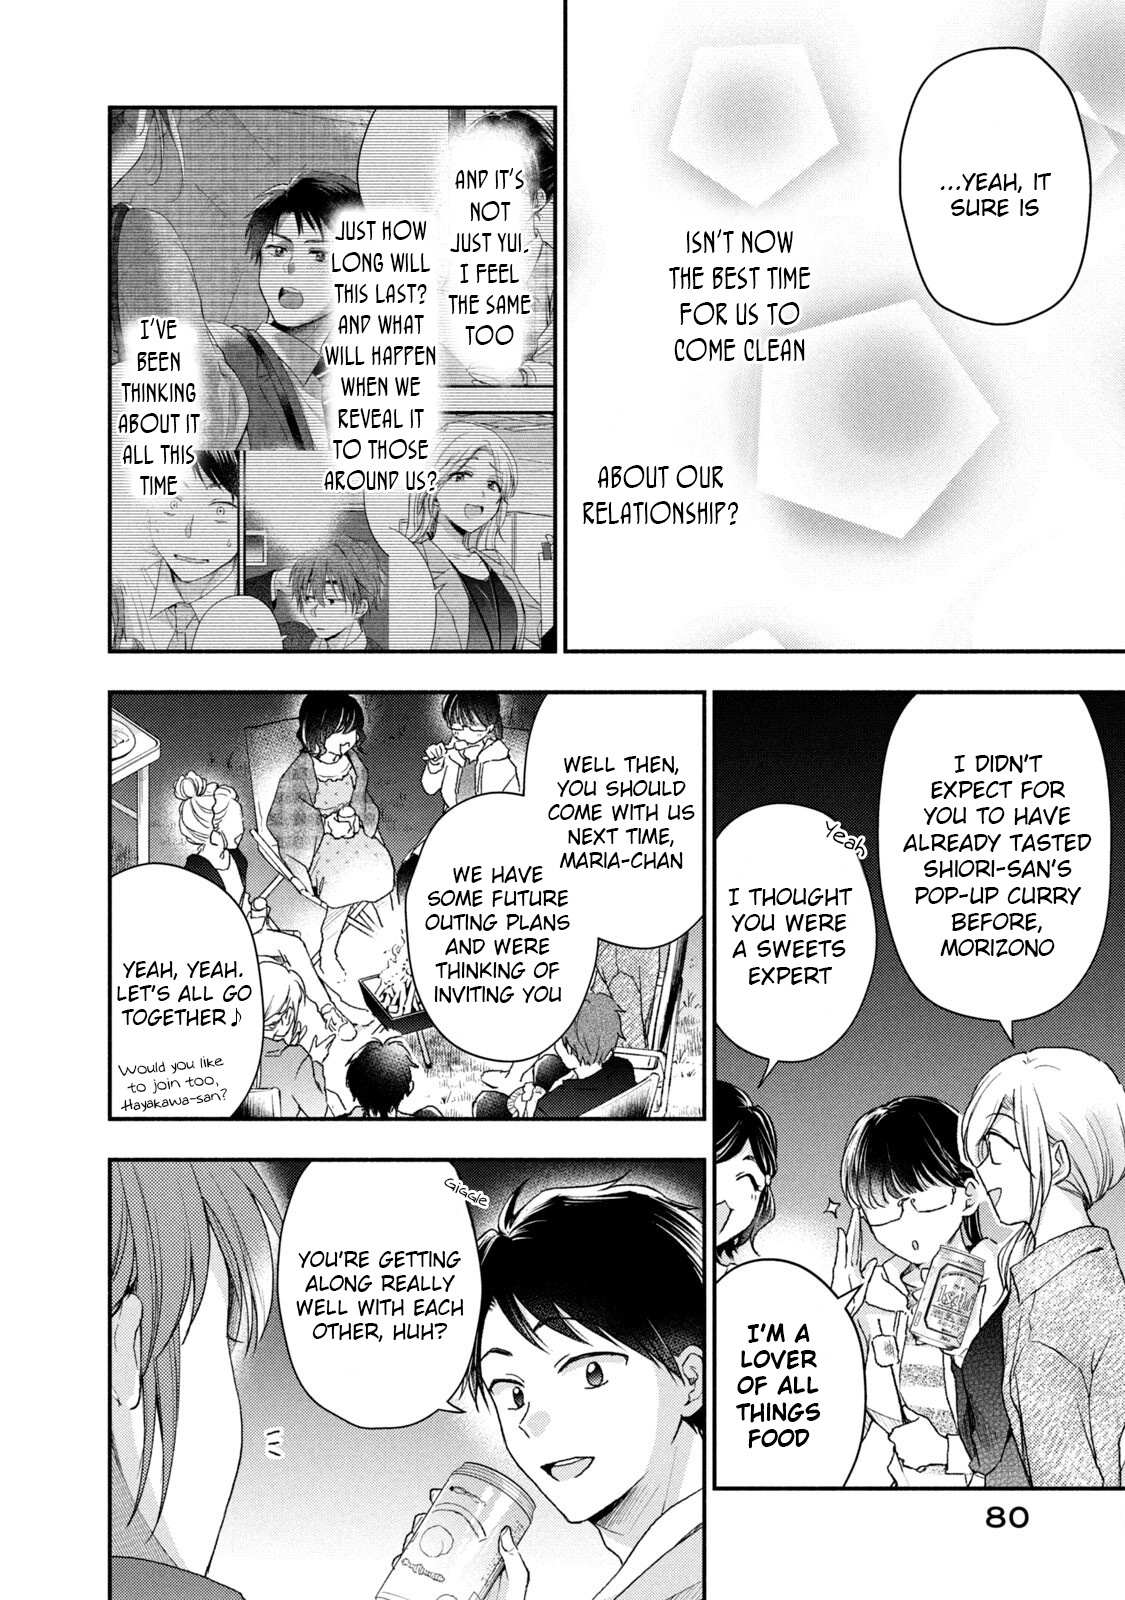 ...YEAH, IT
SURE IS
ISN'T NOW
THE BEST TIME
FOR US TO
COME CLEAN
ABOUT OUR
RELATIONSHIP?
AND IT'S
NOT
JUST YUI.
I FEEL
THE SAME
TOO
JUST HOW
LONG WILL
THIS LAST?
AND WHAT
WILL HAPPEN
WHEN WE
REVEAL IT
TO THOSE
AROUND US?
I'VE
BEEN
THINKING
ABOUT IT
ALL THIS
TIME
I DIDN'T
EXPECT FOR
YOU TO HAVE
ALREADY TASTED
SHIORI-SAN'S
POP-UP CURRY
BEFORE,
MORIZONO
Yeah
I THOUGHT
YOU WERE
A SWEETS
EXPERT
I'M A
LOVER
OF ALL
THINGS
FOOD
WELL THEN,
YOU SHOULD
COME WITH US
NEXT TIME,
MARIA-CHAN
WE HAVE
SOME FUTURE
OUTING PLANS
AND WERE
THINKING OF
INVITING YOU
YEAH, YEAH.
LET'S ALL GO
TOGETHER♪
Would you like
to join too,
Hayakawa-san?
Giggle
YOU'RE GETTING
ALONG REALLY
WELL WITH EACH
OTHER, HUH?
80